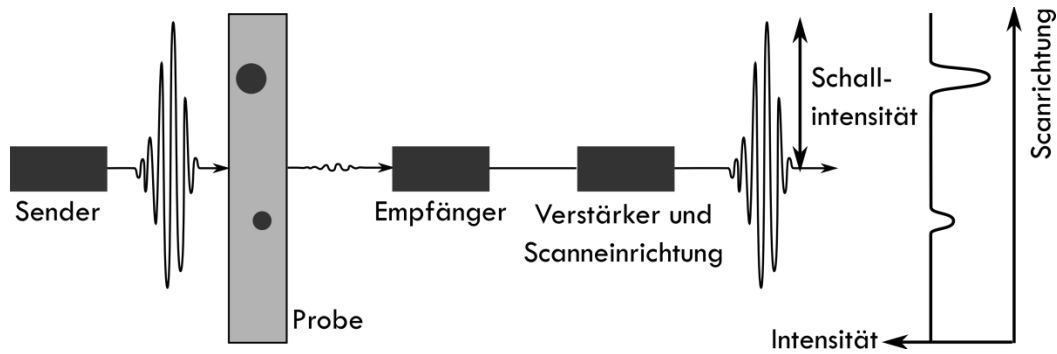 Sender
Probe
Empfänger
Verstärker und
Scanneinrichtung
Schall-
intensität
Intensität
Scanrichtung